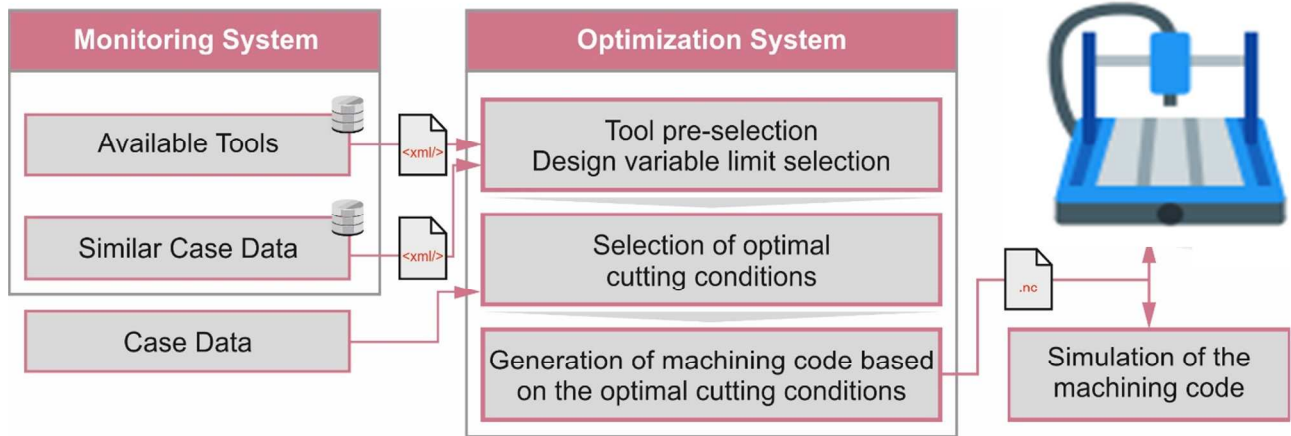 Monitoring System
Optimization System
Available Tools
<xml/>
Tool pre-selection
Design variable limit selection
Similar Case Data
<xml/>
Selection of optimal
cutting conditions
.nc
Case Data
Generation of machining code based
on the optimal cutting conditions
Simulation of the
machining code